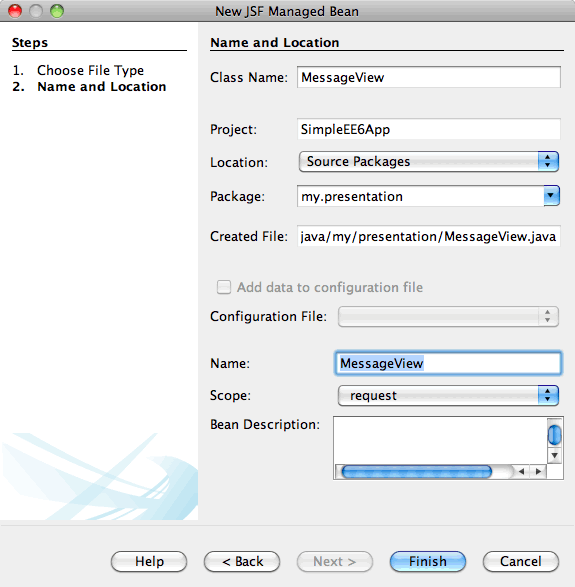 New JSF Managed Bean
Steps
1. Choose File Type
2. Name and Location
Name and Location
Class Name: MessageView
Project: SimpleEE6App
Location: Source Packages
Package: my.presentation
Created File: java/my/presentation/MessageView.java
Add data to configuration file
Configuration File:
Name: MessageView
Scope: request
Bean Description:
Help < Back Next > Finish Cancel